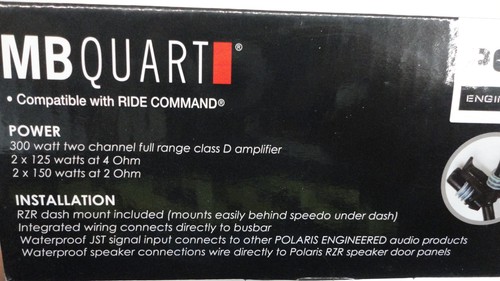 MB QUART®
• Compatible with RIDE COMMAND®
POWER
300 watt two channel full range class D amplifier
2 x 125 watts at 4 Ohm
2 x 150 watts at 2 Ohm
INSTALLATION
RZR dash mount included (mounts easily behind speedo under dash)
Integrated wiring connects directly to busbar
Waterproof JST signal input connects to other POLARIS ENGINEERED audio products
Waterproof speaker connections wire directly to Polaris RZR speaker door panels